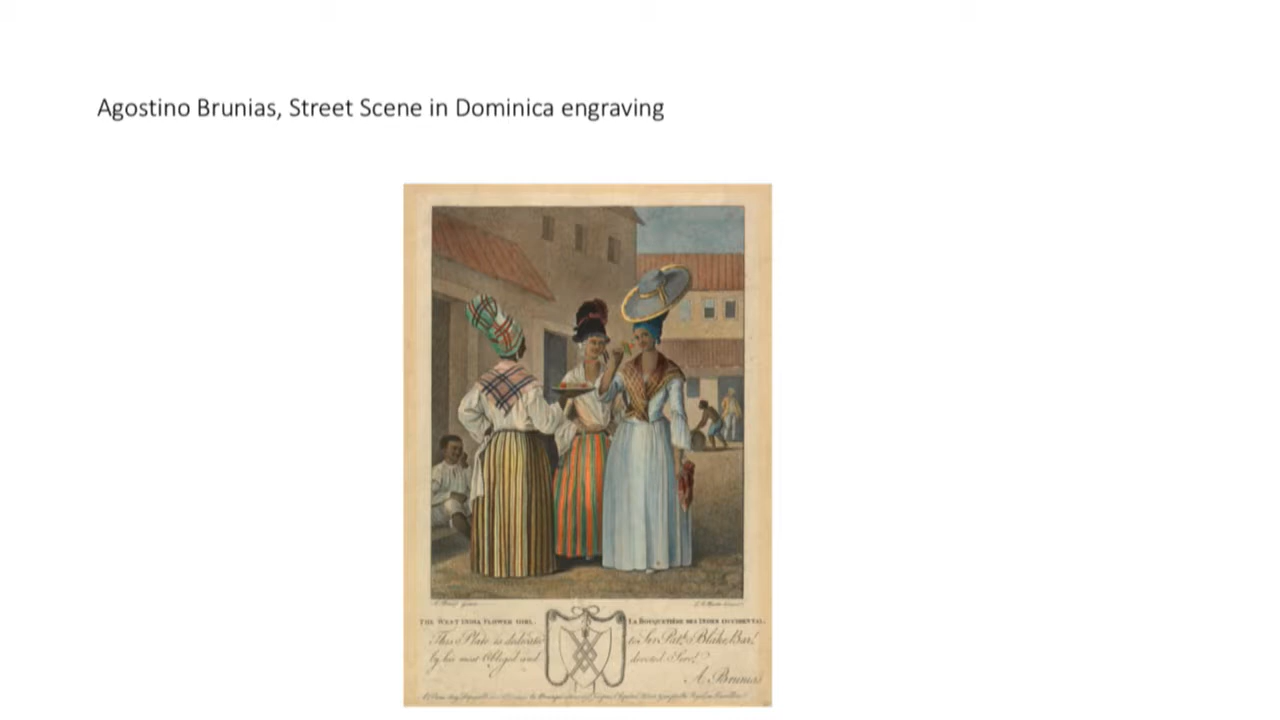 Agostino Brunias, Street Scene in Dominica engraving
THE WEST INDIA FLOWER GIRL. LA BOUQUETIÈRE DES INDES OCCIDENTAL.
This Plate is dedicated to Sir Patk. Blake, Bart.
by his most Obliged and devoted Servt.
A. Brunias